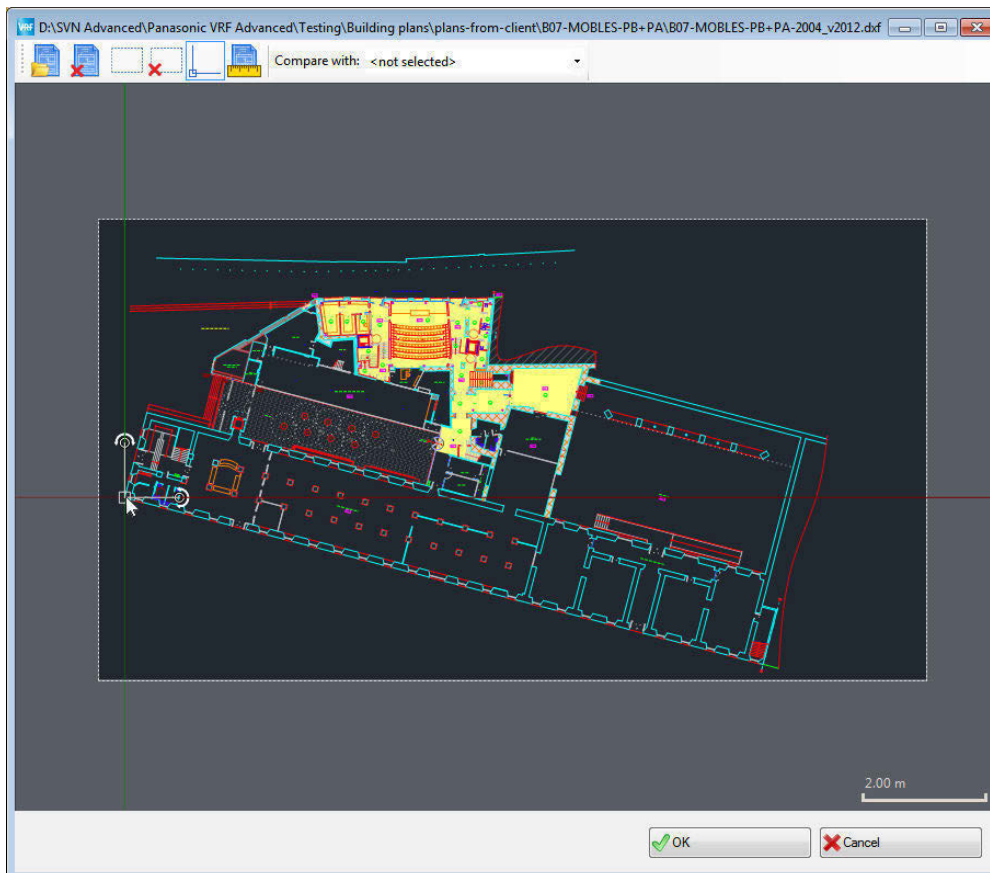 VRF D:\SVN Advanced\Panasonic VRF Advanced\Testing\Building plans\plans-from-client\B07-MOBLES-PB+PA\B07-MOBLES-PB+PA-2004_v2012.dxf
Compare with: <not selected>
2.00 m
OK
Cancel